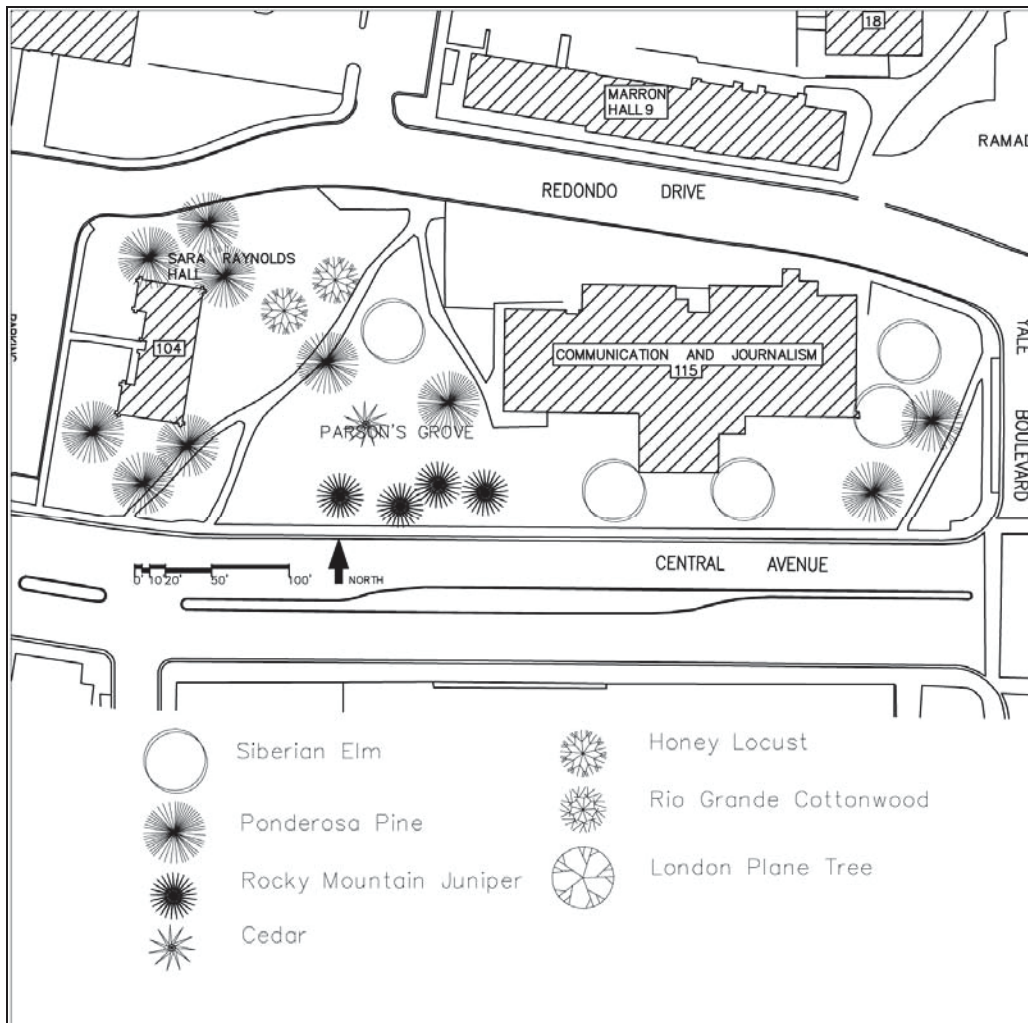 18
MARRON
HALL 9
RAMAD
REDONDO DRIVE
SARA RAYNOLDS
HALL
104
COMMUNICATION AND JOURNALISM
115
YALE BOULEVARD
PARSON'S GROVE
CENTRAL AVENUE
0' 10' 20' 50' 100'
NORTH
Siberian Elm
Honey Locust
Ponderosa Pine
Rio Grande Cottonwood
Rocky Mountain Juniper
London Plane Tree
Cedar